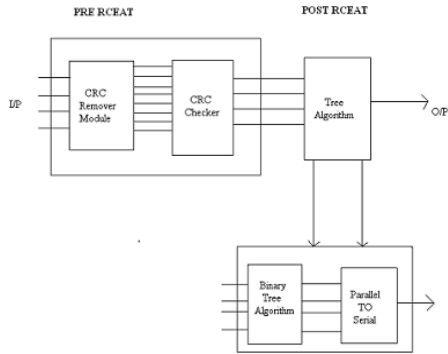 PRE RCEAT
POST RCEAT
I/P
CRC
Remover
Module
CRC
Checker
Tree
Algorithm
O/P
Binary
Tree
Algorithm
Parallel
TO
Serial